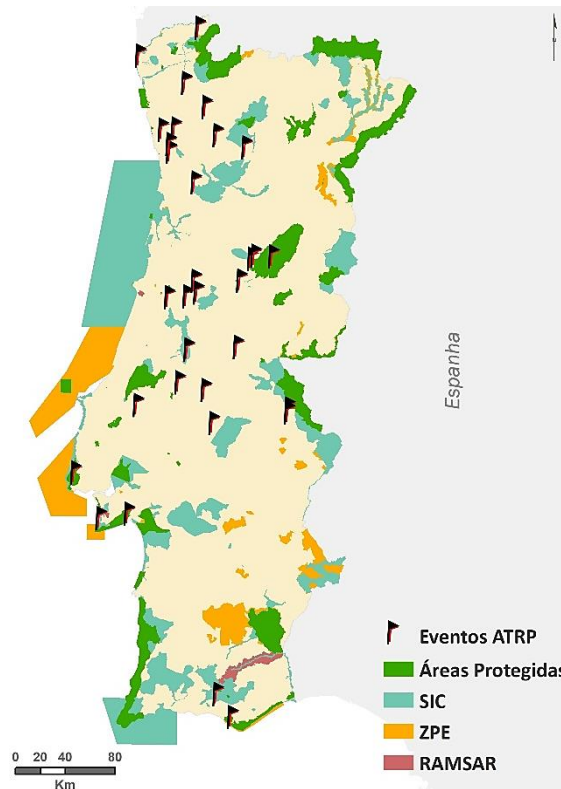 Espanha
Eventos ATRP
Áreas Protegidas
SIC
ZPE
RAMSAR
0 20 40 80
Km